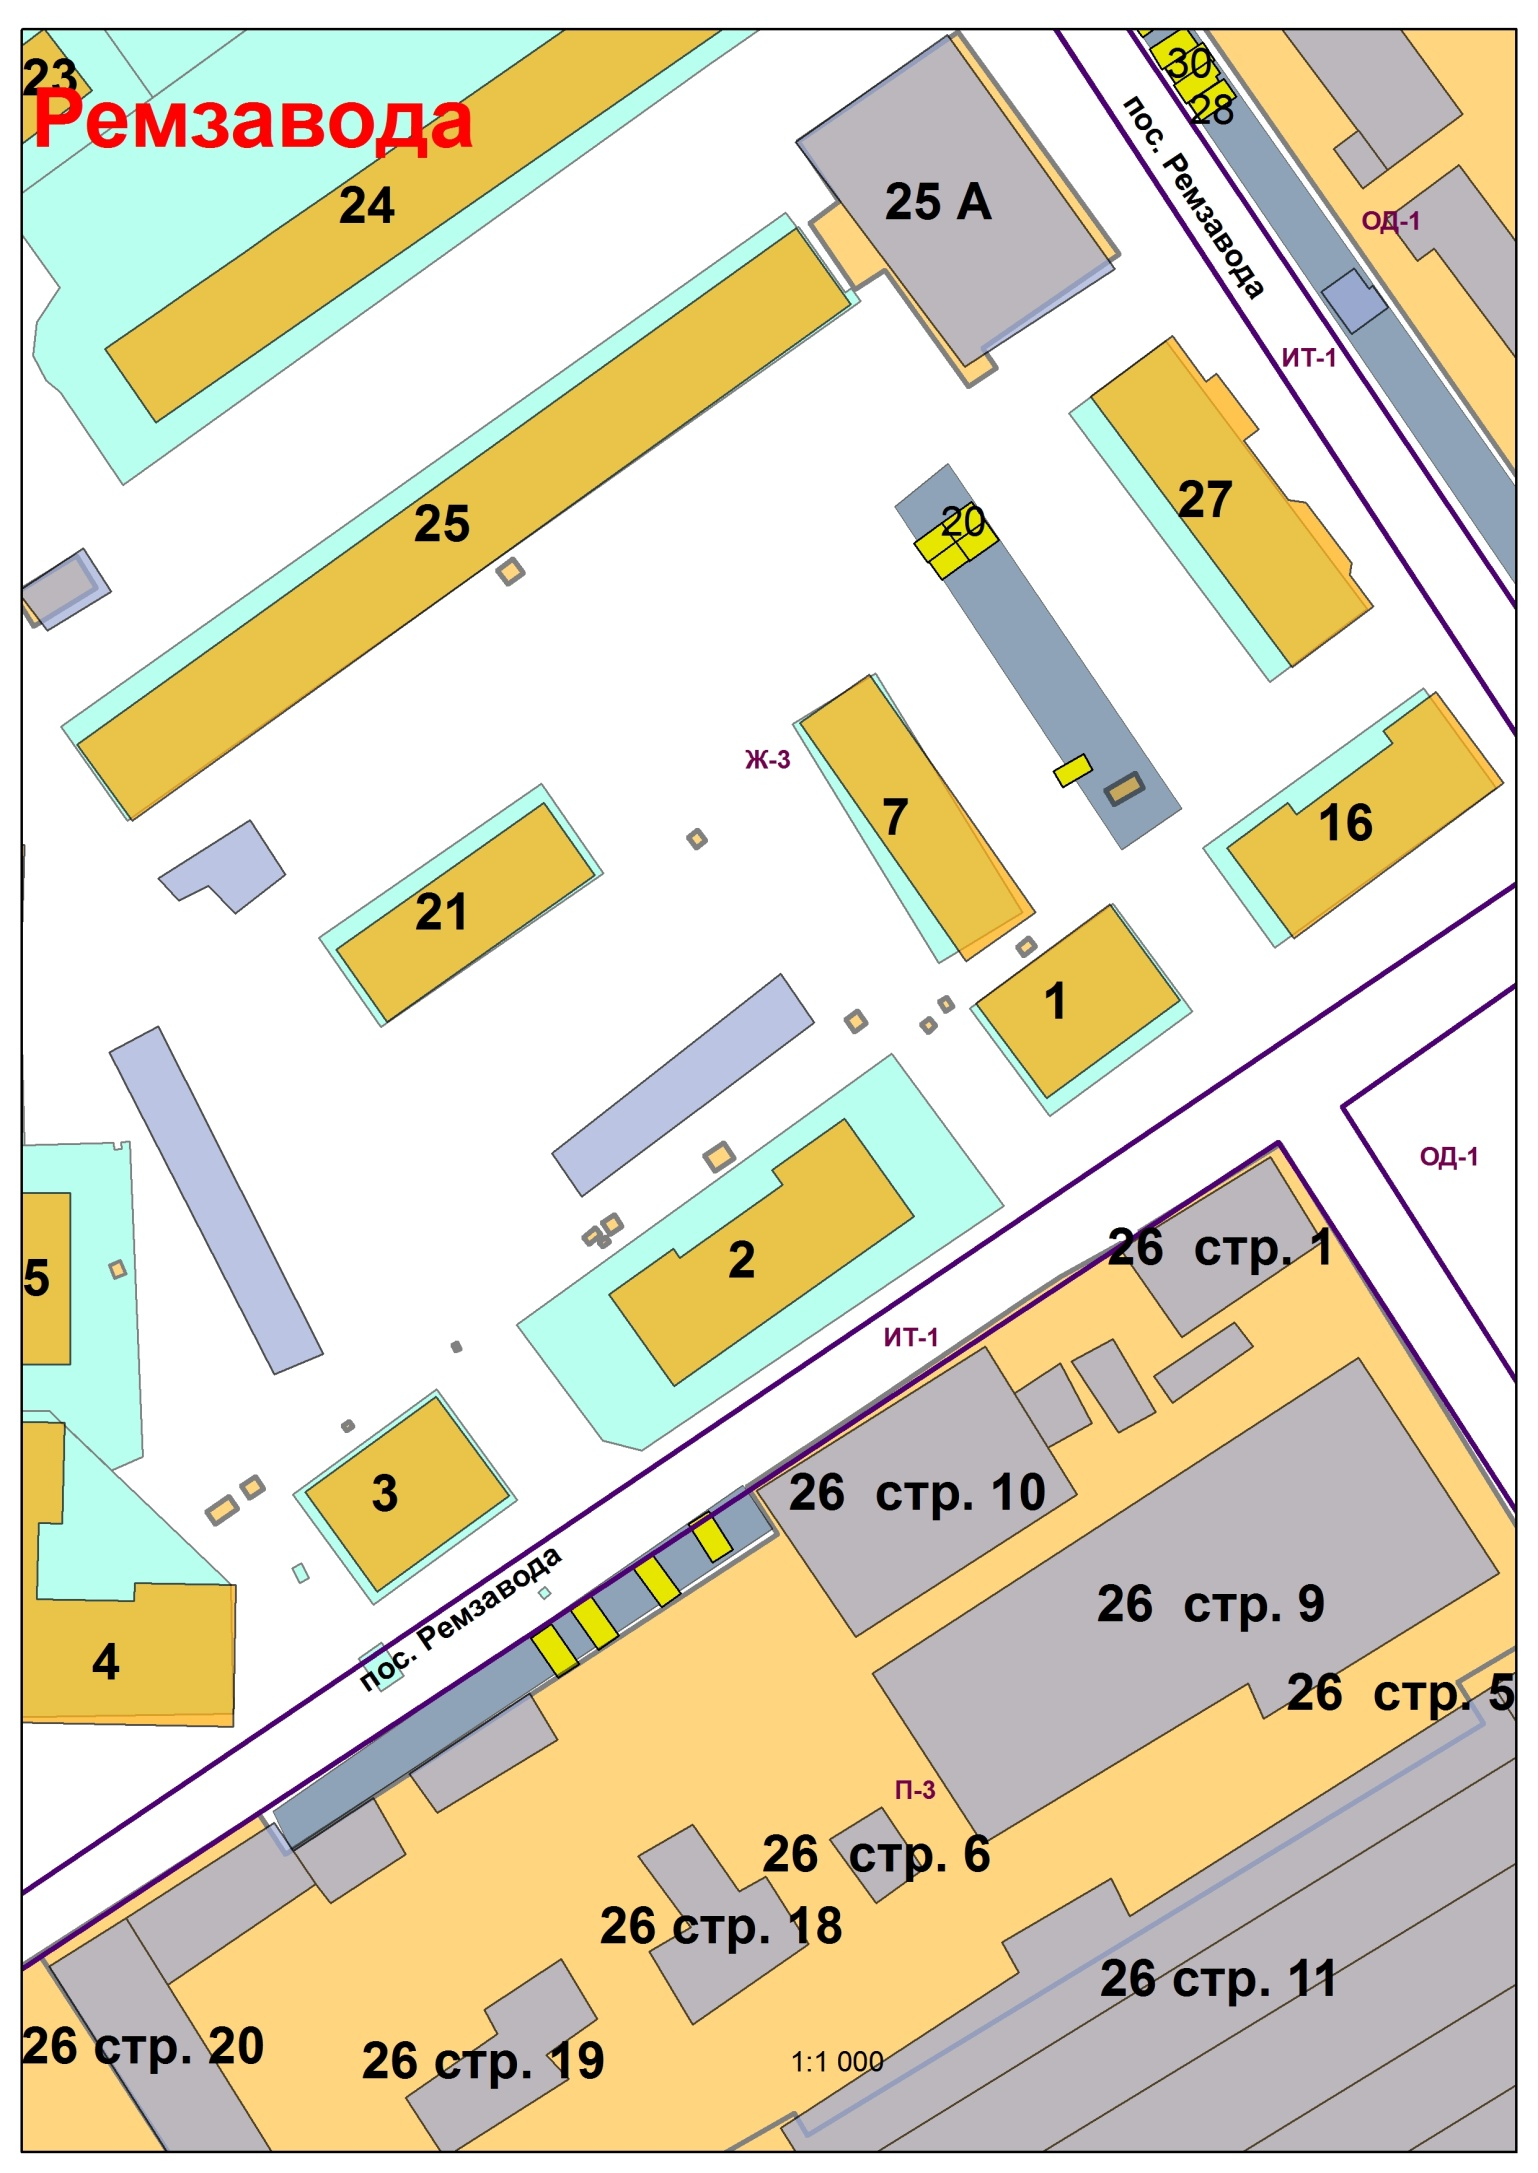 23
30
28
Ремзавода
пос. Ремзавода
24
25 А
ОД-1
ИТ-1
25
27
20
Ж-3
7
16
21
1
ОД-1
2
26 стр. 1
5
ИТ-1
3
26 стр. 10
пос. Ремзавода
26 стр. 9
4
26 стр. 5
П-3
26 стр. 6
26 стр. 18
26 стр. 11
26 стр. 20
26 стр. 19
1:1 000